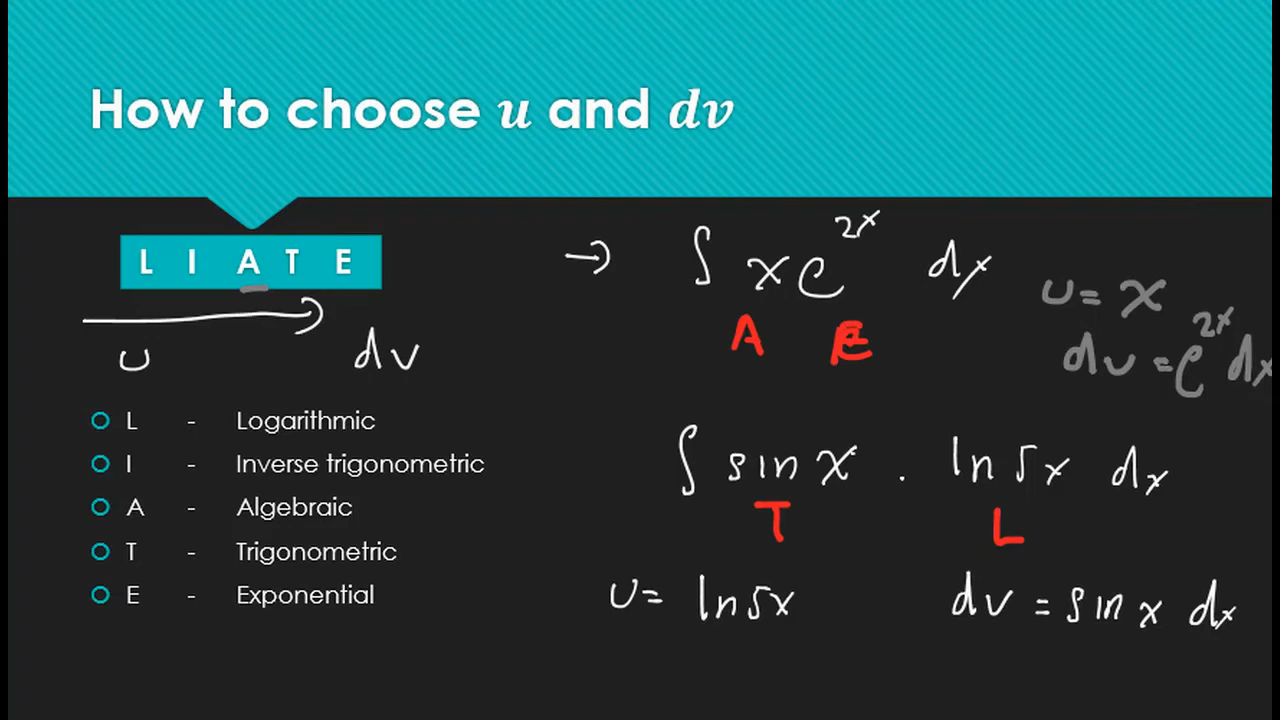 How to choose u and dv
L I A T E
u dv
L - Logarithmic
I - Inverse trigonometric
A - Algebraic
T - Trigonometric
E - Exponential
→ ∫ xe^2x dx
A E
u = x
dv = e^2x dx
∫ sin x . ln 5x dx
T L
u = ln 5x dv = sin x dx